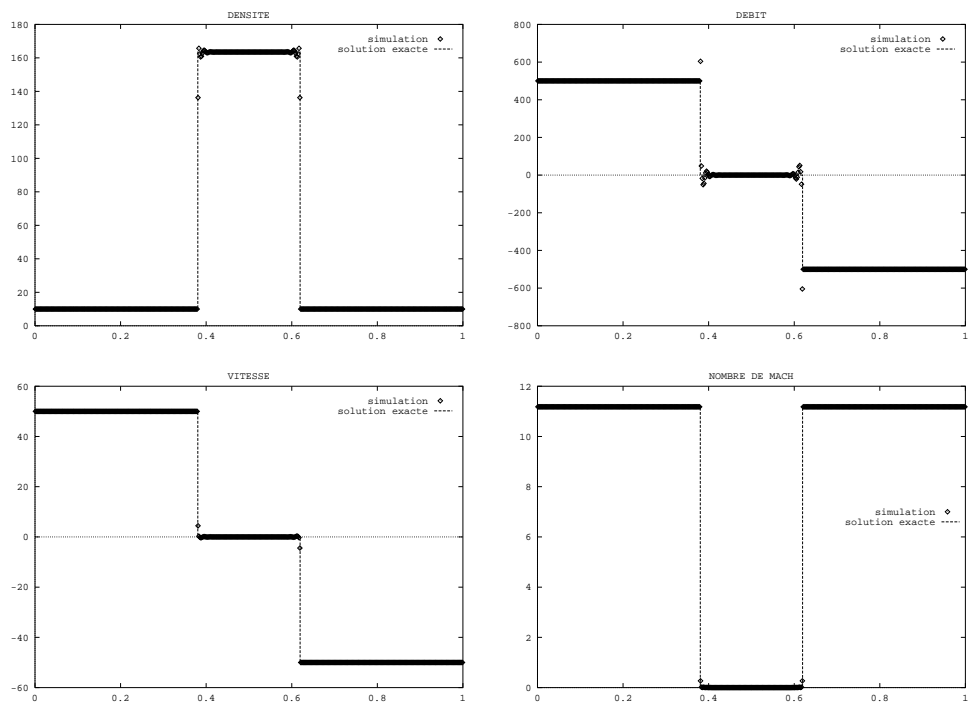 DENSITE
180
160
140
120
100
80
60
40
20
0
0 0.2 0.4 0.6 0.8 1
simulation
solution exacte
DEBIT
800
600
400
200
0
-200
-400
-600
-800
0 0.2 0.4 0.6 0.8 1
simulation
solution exacte
VITESSE
60
40
20
0
-20
-40
-60
0 0.2 0.4 0.6 0.8 1
simulation
solution exacte
NOMBRE DE MACH
12
10
8
6
4
2
0
0 0.2 0.4 0.6 0.8 1
simulation
solution exacte